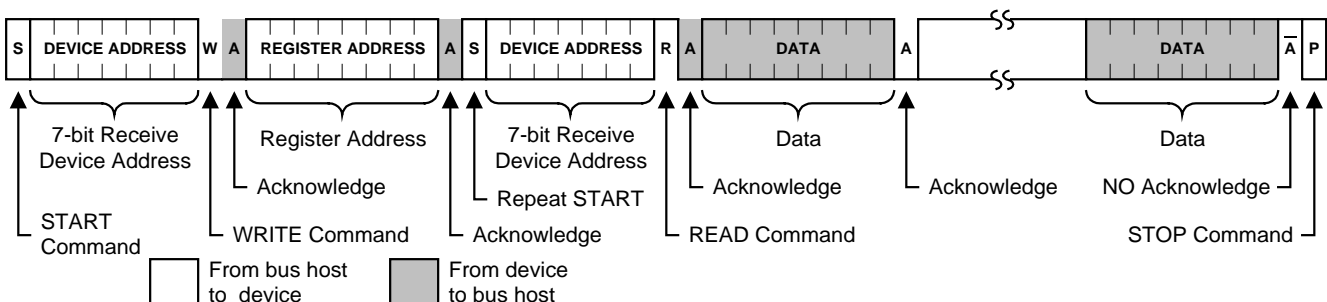 S DEVICE ADDRESS W A REGISTER ADDRESS A S DEVICE ADDRESS R A DATA A DATA A̅ P
7-bit Receive
Device Address
Register Address
7-bit Receive
Device Address
Data
Data
Acknowledge
Repeat START
Acknowledge
Acknowledge
NO Acknowledge
START
Command
WRITE Command
Acknowledge
READ Command
STOP Command
From bus host
to device
From device
to bus host